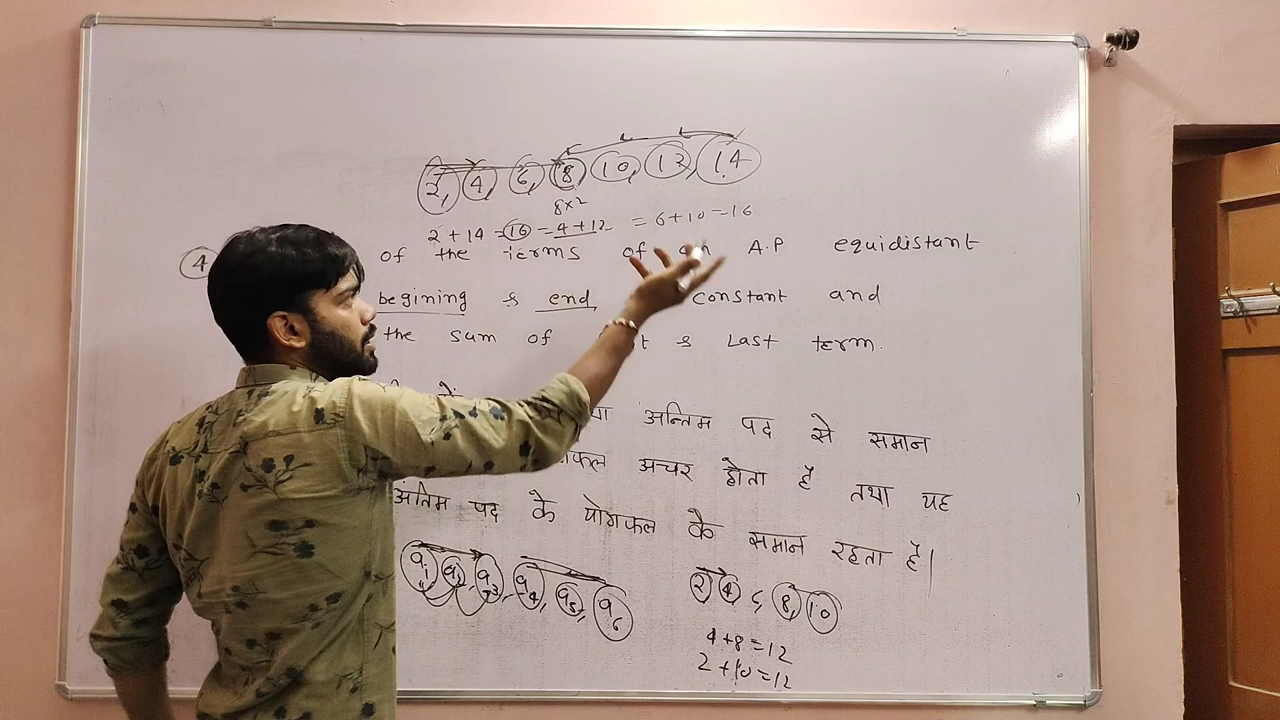 2, 4, 6, 8, 10, 12, 14
8×2
2 + 14 = 16 = 4 + 12 = 6 + 10 = 16
4 of the terms of an A.P equidistant
begining & end, constant and
the sum of & Last term.
अन्तिम पद से समान
अचर होता है तथा यह
अंतिम पद के योगफल के समान रहता है।
a₁, a₂, a₃, a₄, a₅, a₆
2, 4, 8, 10
4 + 8 = 12
2 + 10 = 12